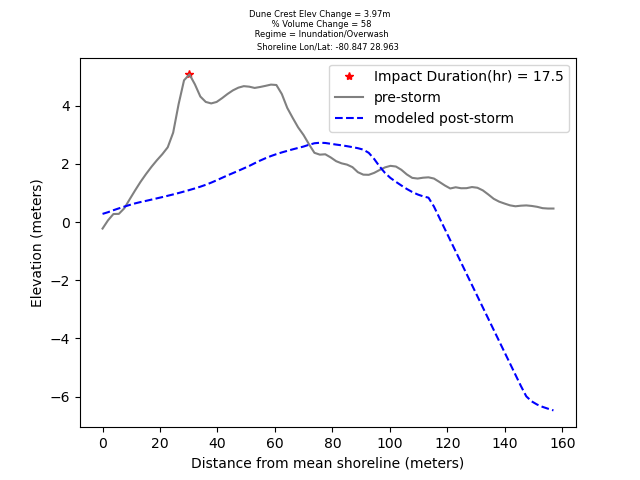 Dune Crest Elev Change = 3.97m
% Volume Change = 58
Regime = Inundation/Overwash
Shoreline Lon/Lat: -80.847 28.963
Impact Duration(hr) = 17.5
pre-storm
modeled post-storm
Elevation (meters)
4
2
0
−2
−4
−6
0 20 40 60 80 100 120 140 160
Distance from mean shoreline (meters)